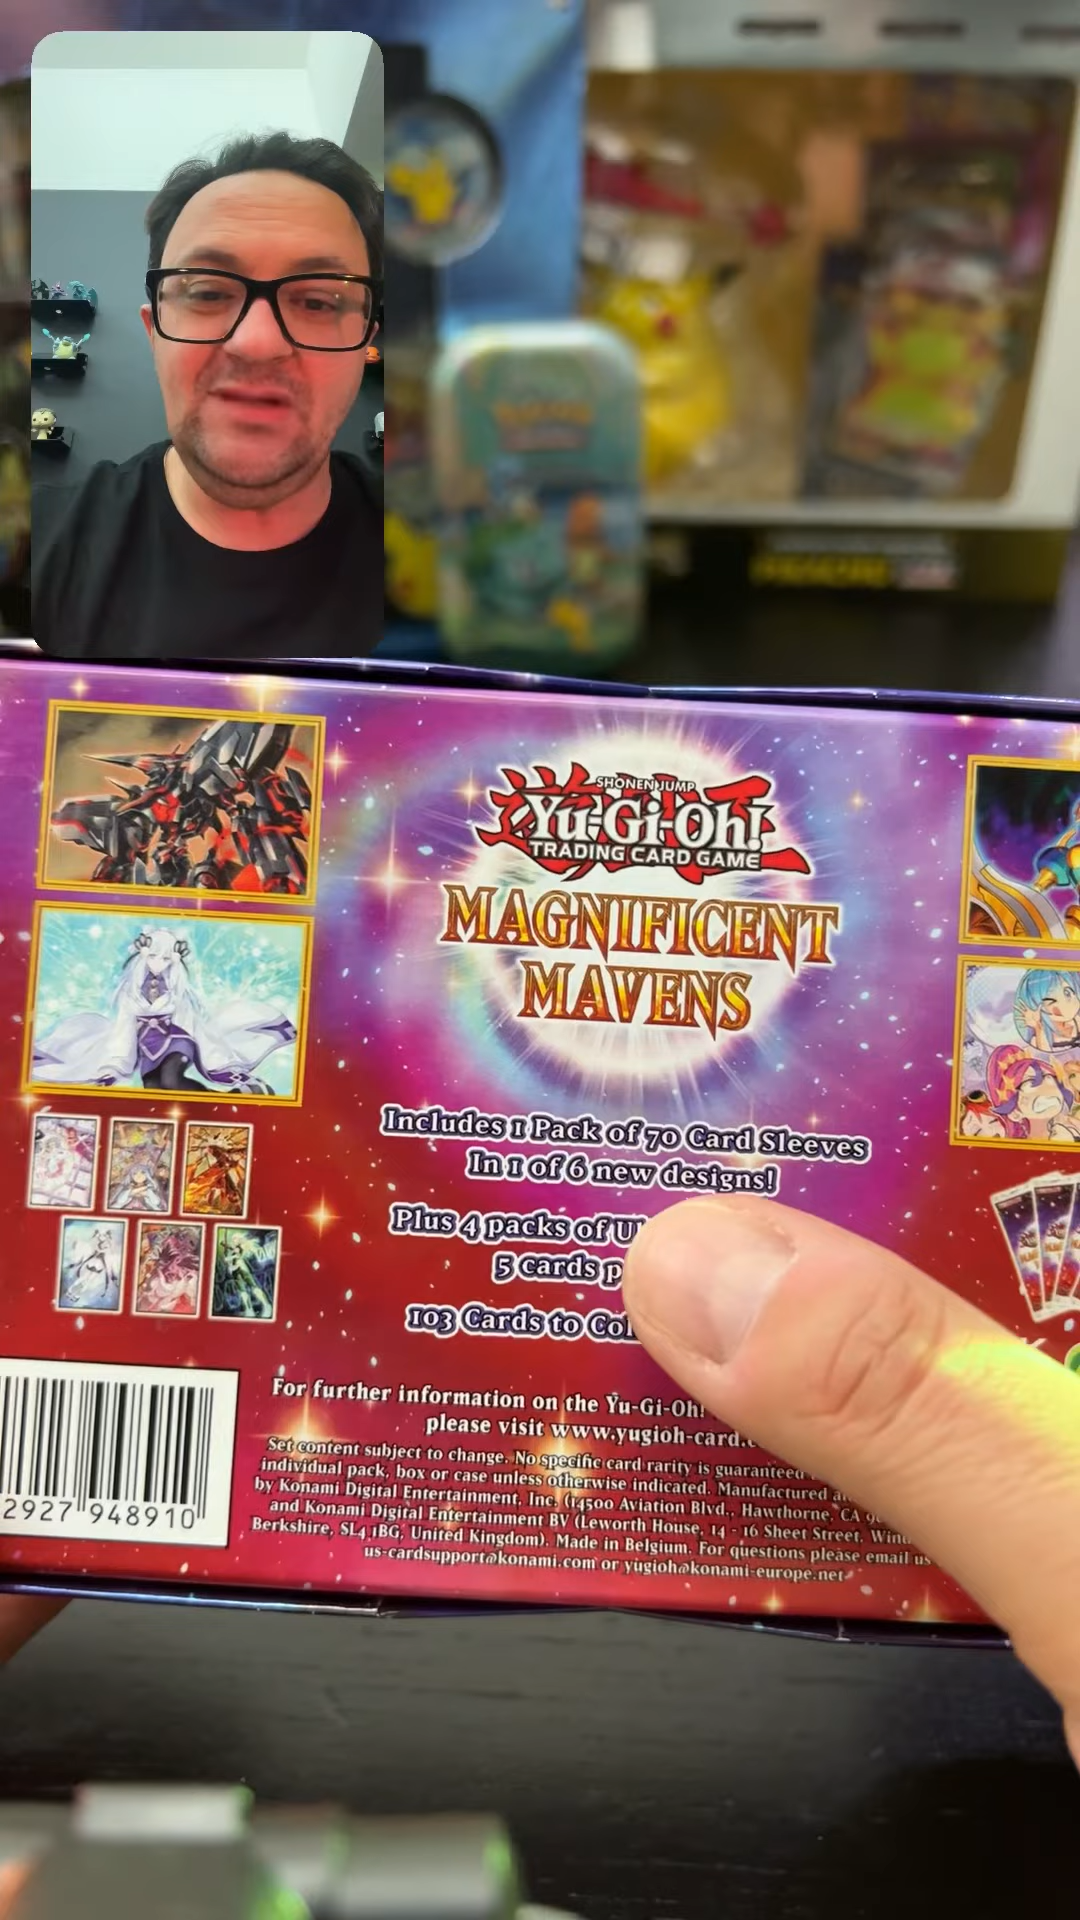 SHONEN JUMP
Yu-Gi-Oh!
TRADING CARD GAME
MAGNIFICENT
MAVENS
Includes 1 Pack of 70 Card Sleeves
In 1 of 6 new designs!
Plus 4 packs of
5 cards
103 Cards to
For further information on the Yu-Gi-Oh!
please visit www.yugioh-card.
Set content subject to change. No specific card rarity is guaranteed
individual pack, box or case unless otherwise indicated. Manufactured
by Konami Digital Entertainment, Inc. (14500 Aviation Blvd., Hawthorne, CA
and Konami Digital Entertainment BV (Leworth House, 14 - 16 Sheet Street,
Berkshire, SL4 1BG, United Kingdom). Made in Belgium. For questions please email us
us-cardsupport@konami.com or yugioh@konami-europe.net
2927 948910